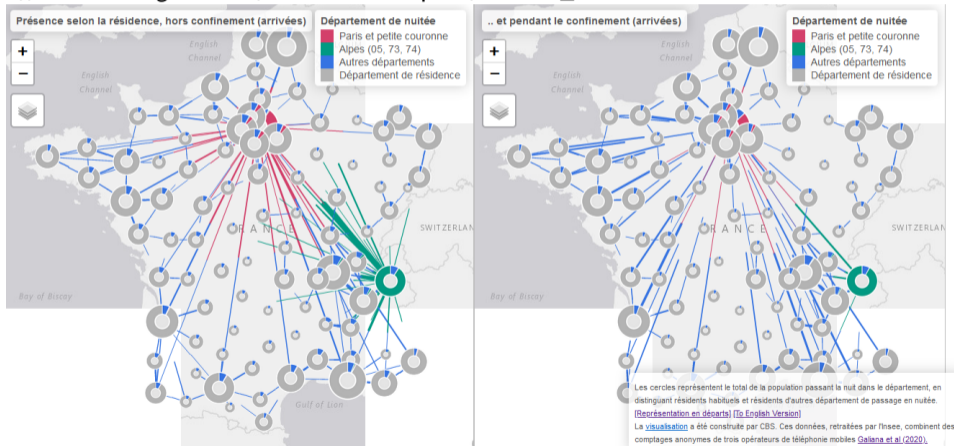 Présence selon la résidence, hors confinement (arrivées)
Département de nuitée
Paris et petite couronne
Alpes (05, 73, 74)
Autres départements
Département de résidence
+
−
English
Channel
English
Channel
FRANCE
SWITZERLAN
Bay of Biscay
Gulf of Lion
.. et pendant le confinement (arrivées)
Département de nuitée
Paris et petite couronne
Alpes (05, 73, 74)
Autres départements
Département de résidence
+
−
English
Channel
English
Channel
FRANCE
SWITZERLAN
Bay of Biscay
Les cercles représentent le total de la population passant la nuit dans le département, en
distinguant résidents habituels et résidents d'autres département de passage en nuitée.
[Représentation en départs] [To English Version]
La visualisation a été construite par CBS. Ces données, retraitées par l'Insee, combinent des
comptages anonymes de trois opérateurs de téléphonie mobiles Galiana et al (2020).